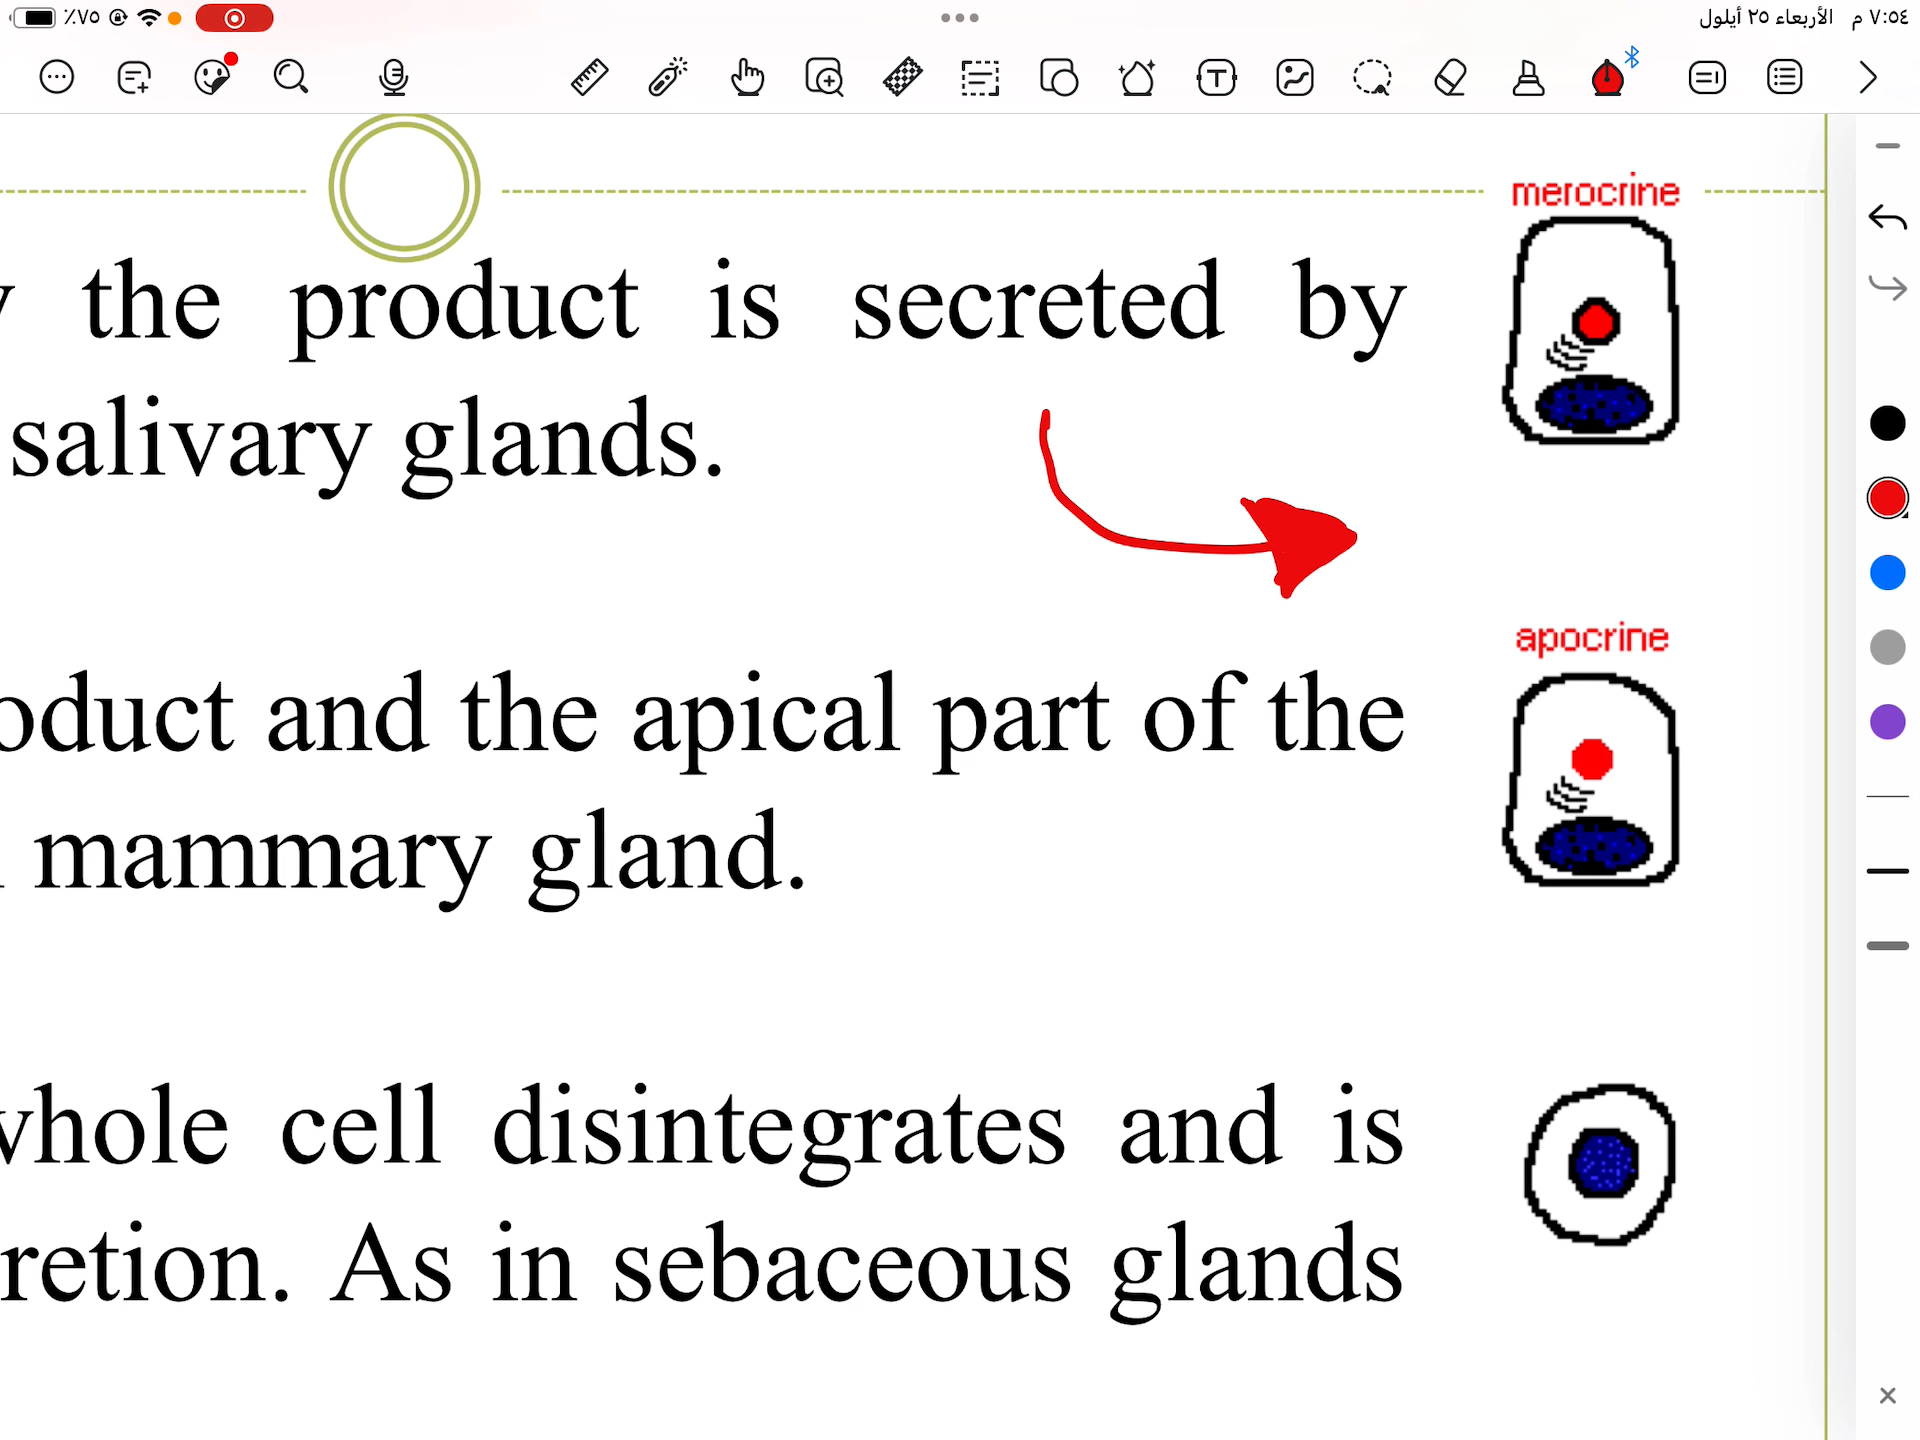 ٪٧٥
الأربعاء ٢٥ أيلول ٧:٥٤ م
merocrine
the product is secreted by
salivary glands.
apocrine
oduct and the apical part of the
mammary gland.
whole cell disintegrates and is
retion. As in sebaceous glands